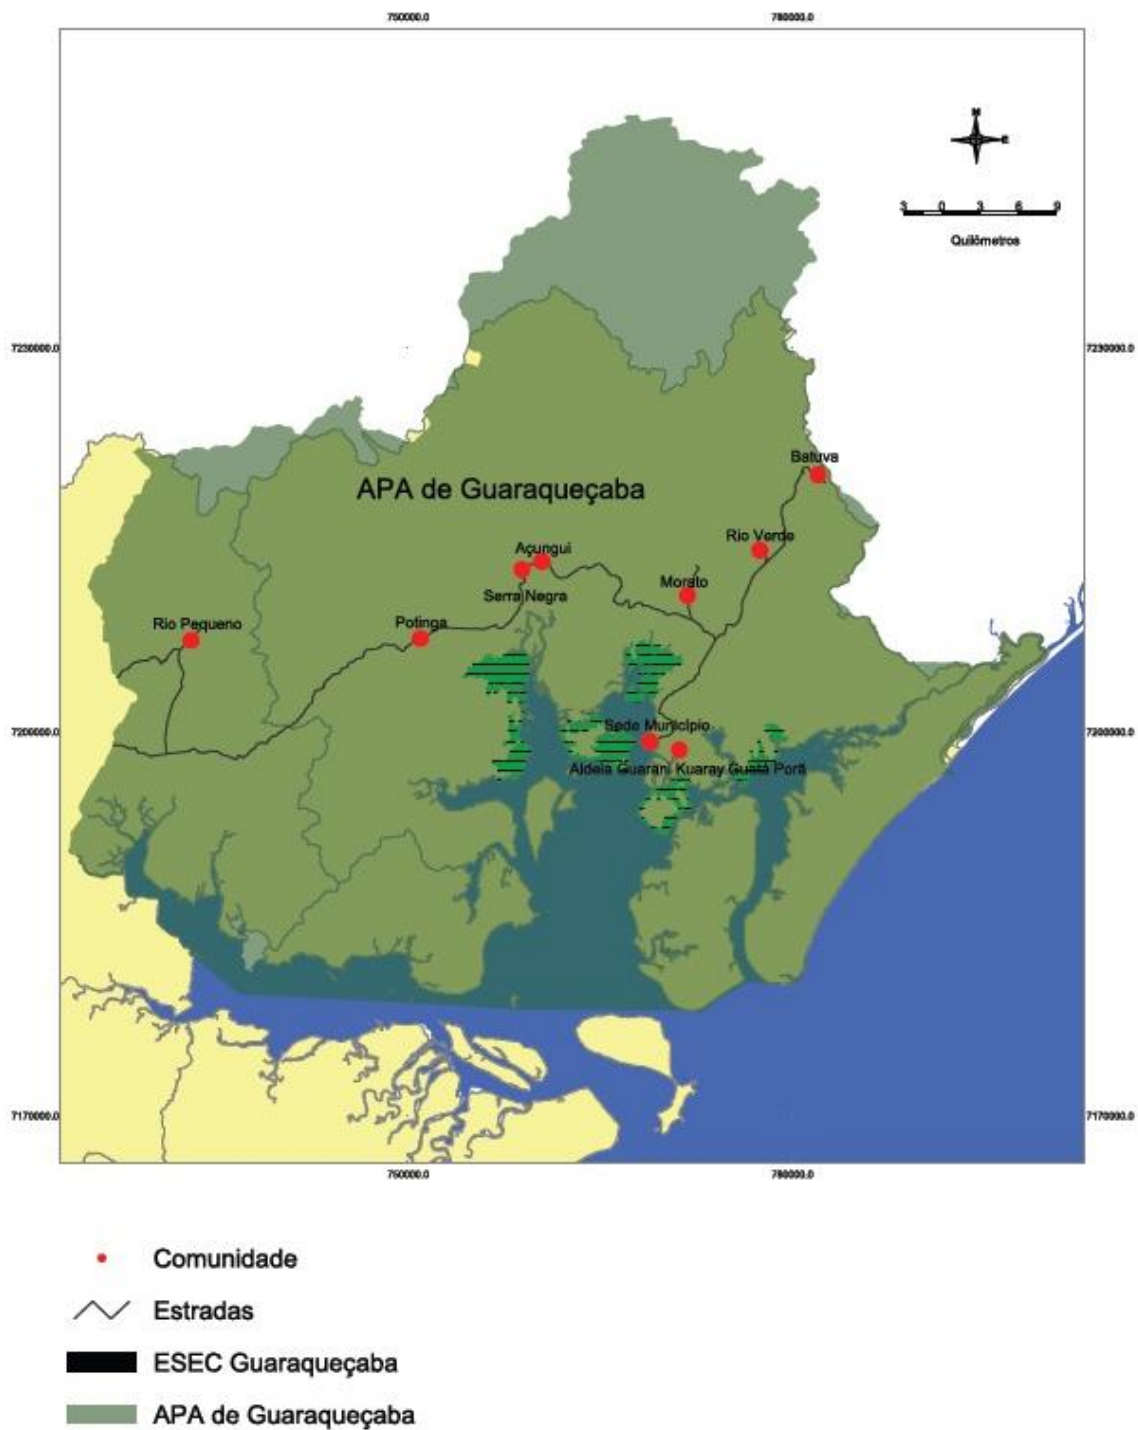 750000.0 780000.0
N
E
3 0 3 6 9
Quilômetros
7230000.0 7230000.0
Batuva
APA de Guaraqueçaba
Rio Verde
Açungui
Morato
Serra Negra
Potinga
Rio Pequeno
Sede Município
7200000.0 7200000.0
Aldeia Guarani Kuaray Guatá Porã
7170000.0 7170000.0
750000.0 780000.0
Comunidade
Estradas
ESEC Guaraqueçaba
APA de Guaraqueçaba